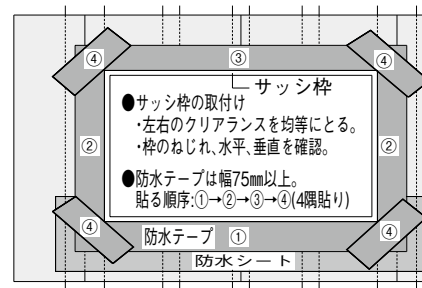 ④ ③ ④
サッシ枠
●サッシ枠の取付け
・左右のクリアランスを均等にとる。
② ・枠のねじれ、水平、垂直を確認。 ②
●防水テープは幅75㎜以上。
貼る順序:①→②→③→④(4隅貼り)
④ ④
防水テープ ①
防水シート